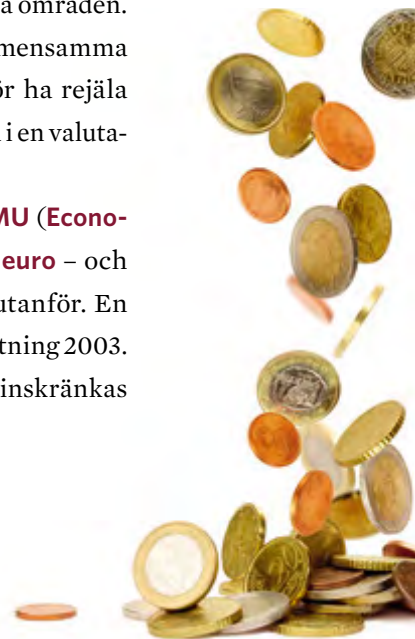 a områden.
mensamma
ör ha rejäla
i en valuta-
MU (Econo-
euro – och
utanför. En
tning 2003.
inskränkas